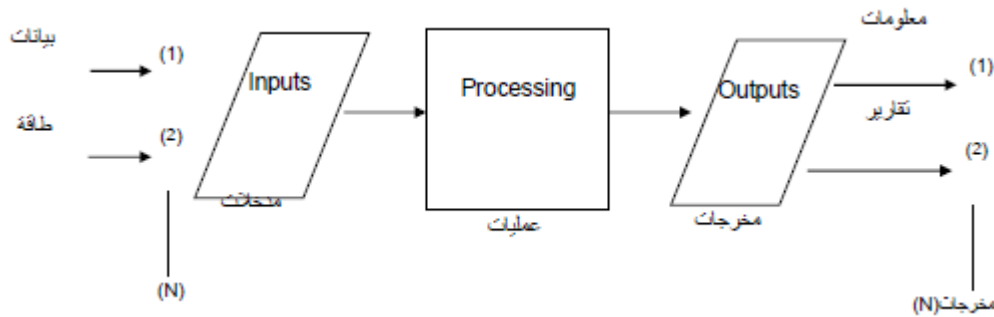 بيانات
(1)
طاقة
(2)
(N)
Inputs
مدخلات
Processing
عمليات
Outputs
مخرجات
معلومات
(1)
تقارير
(2)
مخرجات(N)